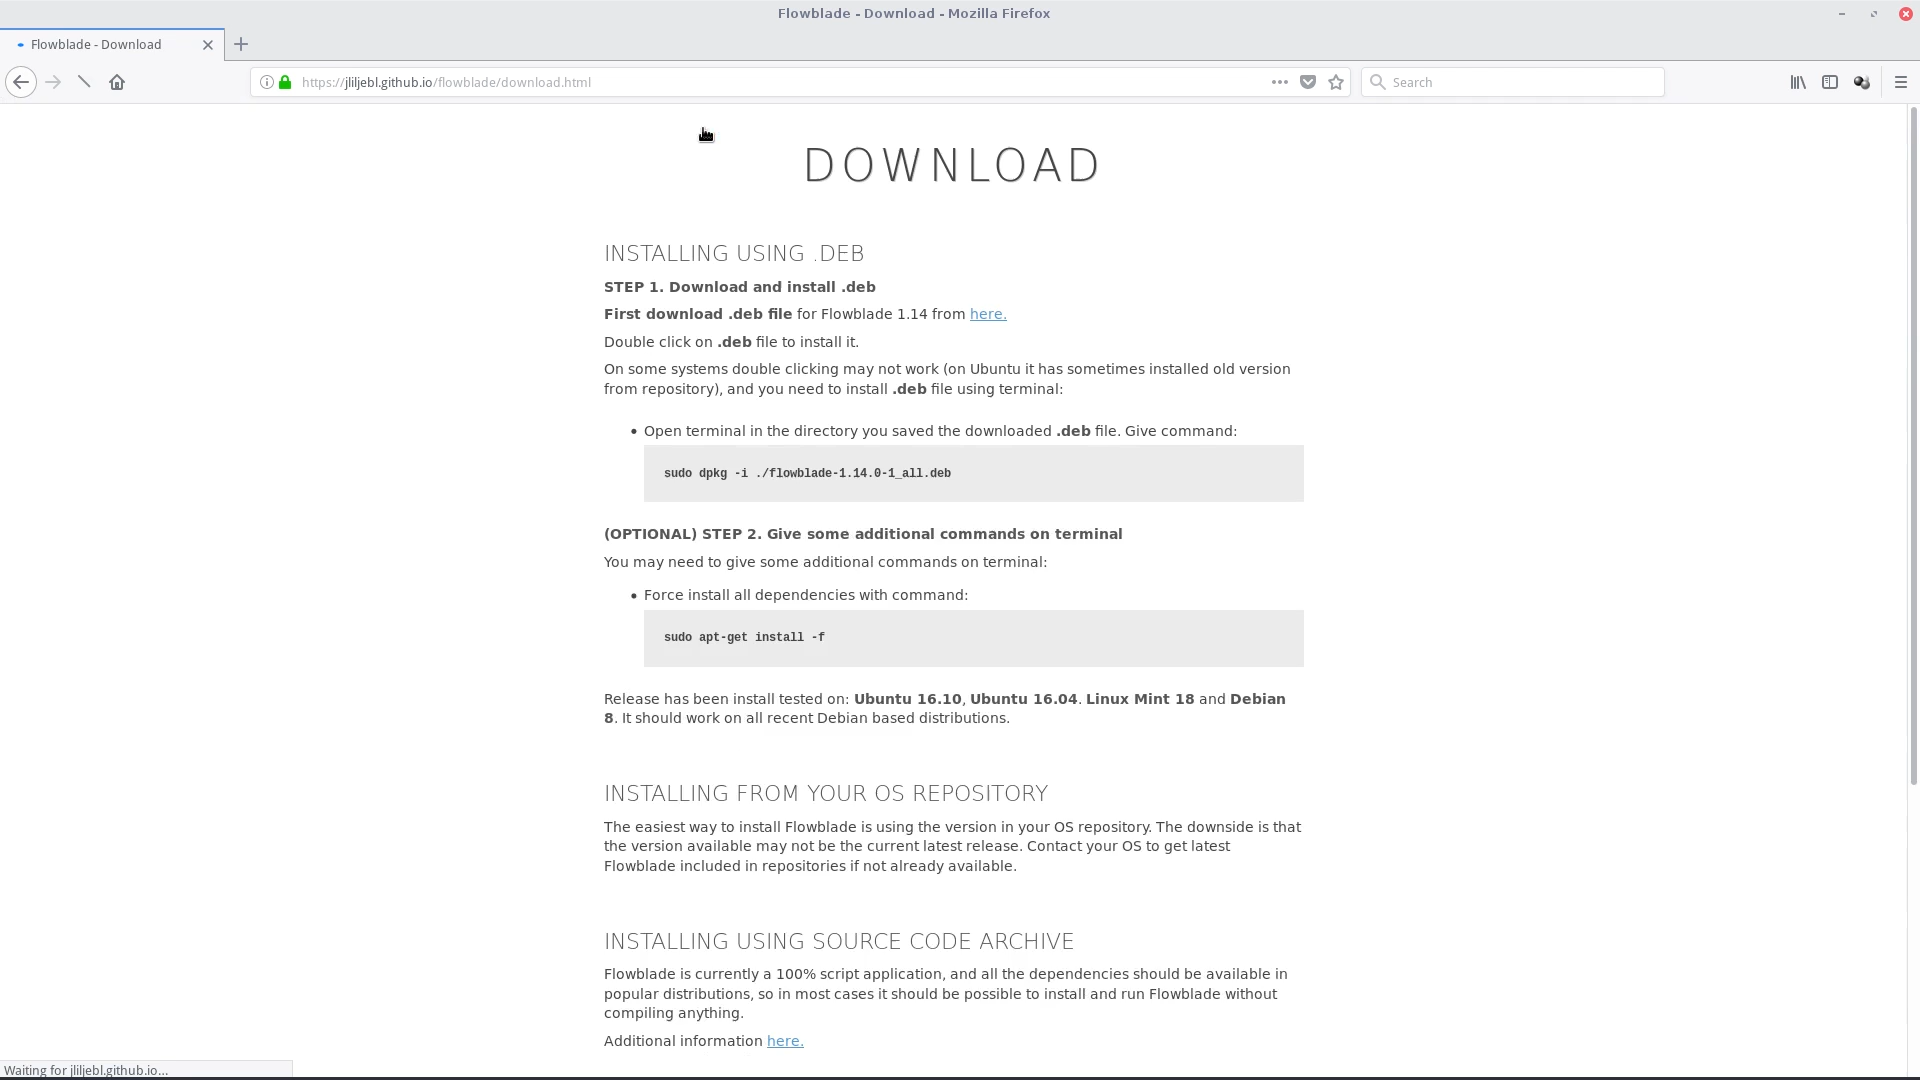 Flowblade - Download - Mozilla Firefox
Flowblade - Download
https://jliljebl.github.io/flowblade/download.html
Search
DOWNLOAD
INSTALLING USING .DEB
STEP 1. Download and install .deb
First download .deb file for Flowblade 1.14 from here.
Double click on .deb file to install it.
On some systems double clicking may not work (on Ubuntu it has sometimes installed old version
from repository), and you need to install .deb file using terminal:
• Open terminal in the directory you saved the downloaded .deb file. Give command:
sudo dpkg -i ./flowblade-1.14.0-1_all.deb
(OPTIONAL) STEP 2. Give some additional commands on terminal
You may need to give some additional commands on terminal:
• Force install all dependencies with command:
sudo apt-get install -f
Release has been install tested on: Ubuntu 16.10, Ubuntu 16.04. Linux Mint 18 and Debian
8. It should work on all recent Debian based distributions.
INSTALLING FROM YOUR OS REPOSITORY
The easiest way to install Flowblade is using the version in your OS repository. The downside is that
the version available may not be the current latest release. Contact your OS to get latest
Flowblade included in repositories if not already available.
INSTALLING USING SOURCE CODE ARCHIVE
Flowblade is currently a 100% script application, and all the dependencies should be available in
popular distributions, so in most cases it should be possible to install and run Flowblade without
compiling anything.
Additional information here.
Waiting for jliljebl.github.io...